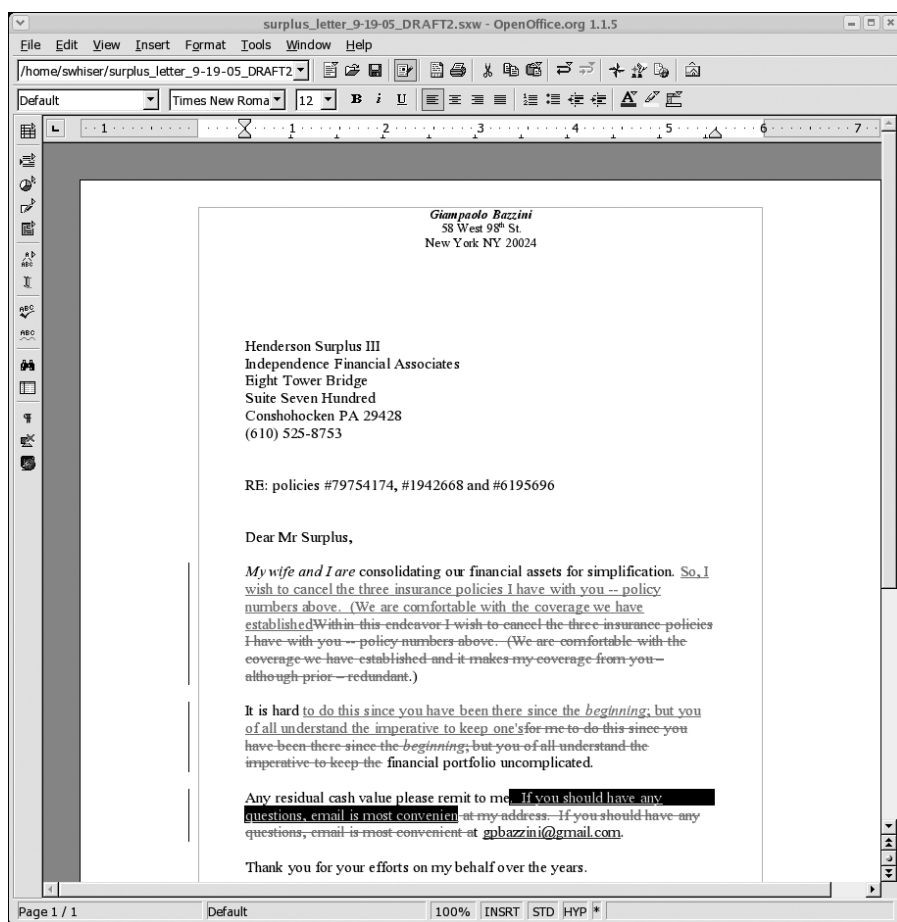 surplus_letter_9-19-05_DRAFT2.sxw - OpenOffice.org 1.1.5
File Edit View Insert Format Tools Window Help
/home/swhiser/surplus_letter_9-19-05_DRAFT2
Default Times New Roma 12 B i U A
1 1 2 3 4 5 6 7
Giampaolo Bazzini
58 West 98th St.
New York NY 20024
Henderson Surplus III
Independence Financial Associates
Eight Tower Bridge
Suite Seven Hundred
Conshohocken PA 29428
(610) 525-8753
RE: policies #79754174, #1942668 and #6195696
Dear Mr Surplus,
My wife and I are consolidating our financial assets for simplification. So, I
wish to cancel the three insurance policies I have with you -- policy
numbers above. (We are comfortable with the coverage we have
establishedWithin this endeavor I wish to cancel the three insurance policies
I have with you -- policy numbers above. (We are comfortable with the
coverage we have established and it makes my coverage from you –
although prior – redundant.)
It is hard to do this since you have been there since the beginning; but you
of all understand the imperative to keep one'sfor me to do this since you
have been there since the beginning; but you of all understand the
imperative to keep the financial portfolio uncomplicated.
Any residual cash value please remit to me. If you should have any
questions, email is most convenien at my address. If you should have any
questions, email is most convenient at gpbazzini@gmail.com.
Thank you for your efforts on my behalf over the years.
Page 1 / 1 Default 100% INSRT STD HYP *